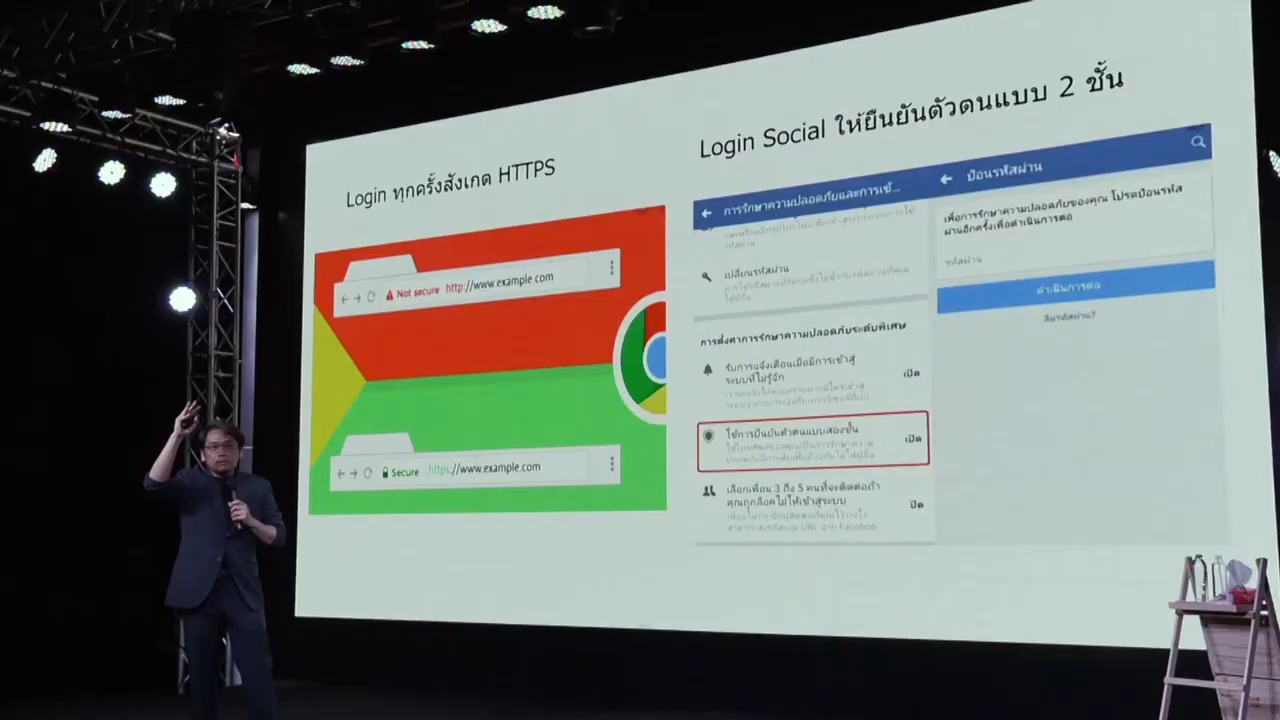 Login ทุกครั้งสังเกต HTTPS
Not secure http://www.example.com
Secure https://www.example.com
Login Social ให้ยืนยันตัวตนแบบ 2 ชั้น
การรักษาความปลอดภัยและการเข้...
รหัสผ่าน
เปลี่ยนรหัสผ่าน
การตั้งค่าการรักษาความปลอดภัยระดับพิเศษ
รับการแจ้งเตือนเมื่อมีการเข้าสู่
ระบบที่ไม่รู้จัก
เปิด
ใช้การยืนยันตัวตนแบบสองชั้น
เปิด
เลือกเพื่อน 3 ถึง 5 คนที่จะติดต่อถ้า
คุณถูกล็อคไม่ให้เข้าสู่ระบบ
ปิด
ป้อนรหัสผ่าน
เพื่อการรักษาความปลอดภัยของคุณ โปรดป้อนรหัส
ผ่านอีกครั้งเพื่อดำเนินการต่อ
รหัสผ่าน
ดำเนินการต่อ
ลืมรหัสผ่าน?